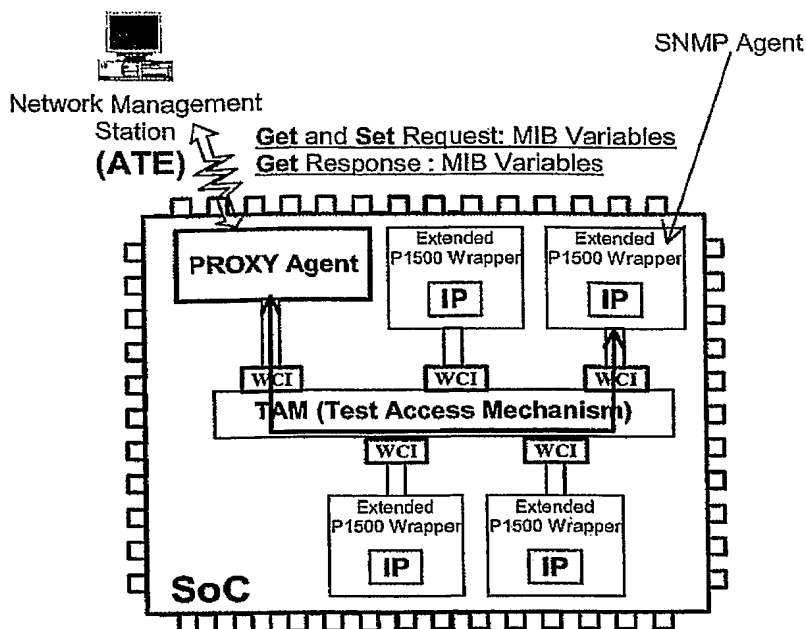 SNMP Agent
Network Management
Station
(ATE)
Get and Set Request: MIB Variables
Get Response : MIB Variables
PROXY Agent
Extended
P1500 Wrapper
IP
Extended
P1500 Wrapper
IP
WCI
WCI
WCI
TAM (Test Access Mechanism)
WCI
WCI
Extended
P1500 Wrapper
IP
Extended
P1500 Wrapper
IP
SoC